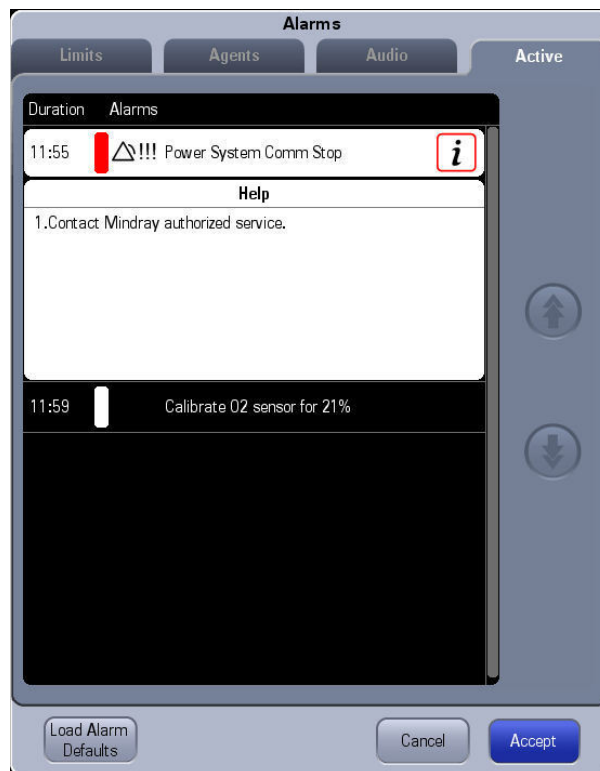 Alarms
Limits Agents Audio Active
Duration Alarms
11:55 !!! Power System Comm Stop i
Help
1.Contact Mindray authorized service.
11:59 Calibrate O2 sensor for 21%
Load Alarm
Defaults
Cancel Accept